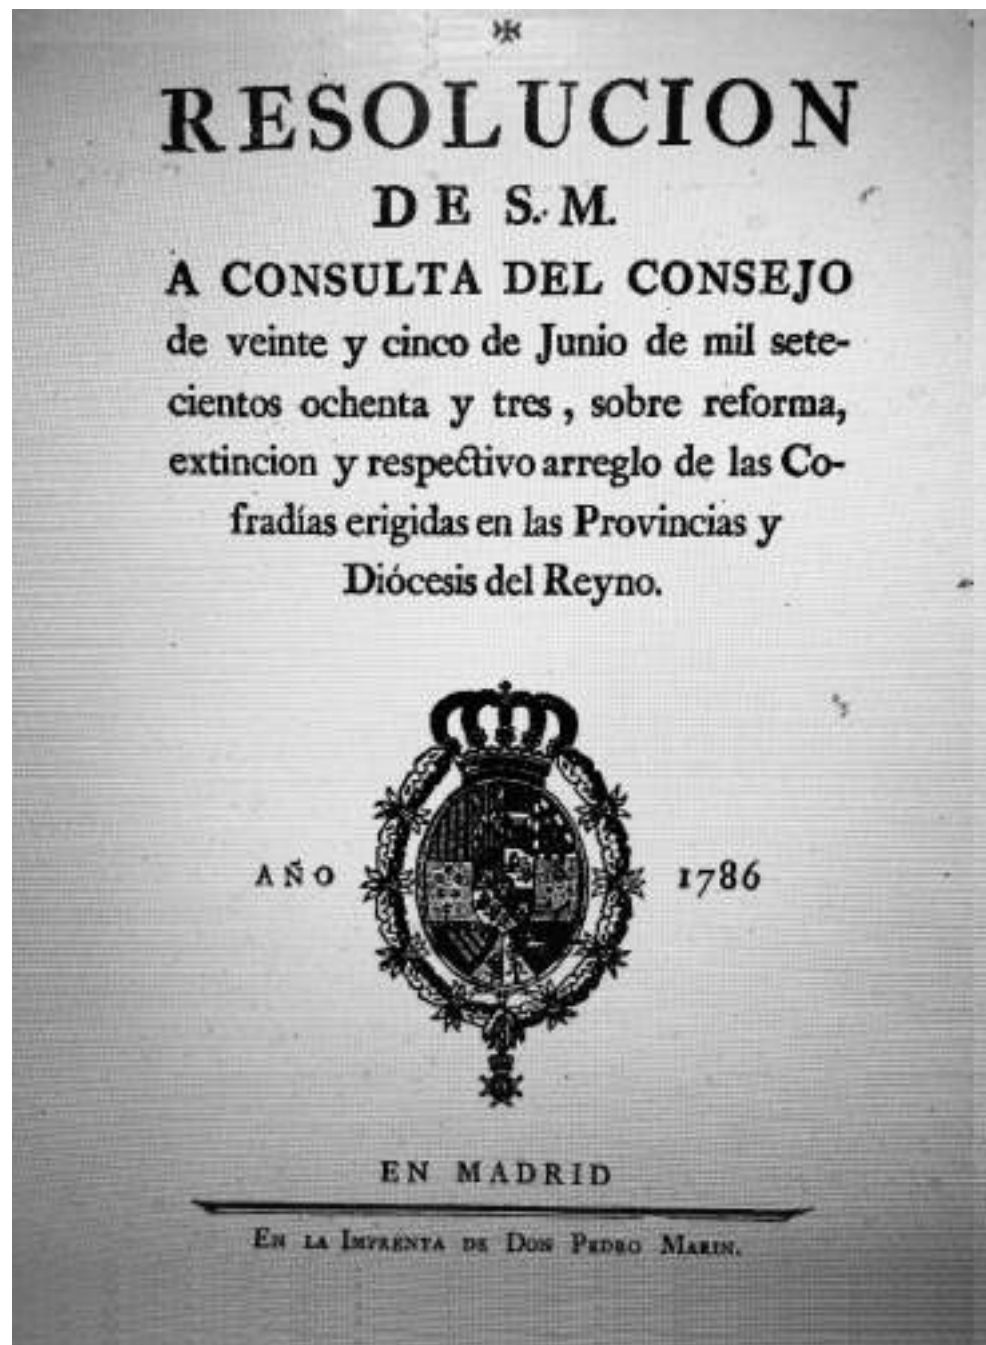 ✠
RESOLUCION
DE S. M.
A CONSULTA DEL CONSEJO
de veinte y cinco de Junio de mil sete-
cientos ochenta y tres, sobre reforma,
extincion y respectivo arreglo de las Co-
fradías erigidas en las Provincias y
Diócesis del Reyno.
AÑO 1786
EN MADRID
EN LA IMPRENTA DE DON PEDRO MARIN.